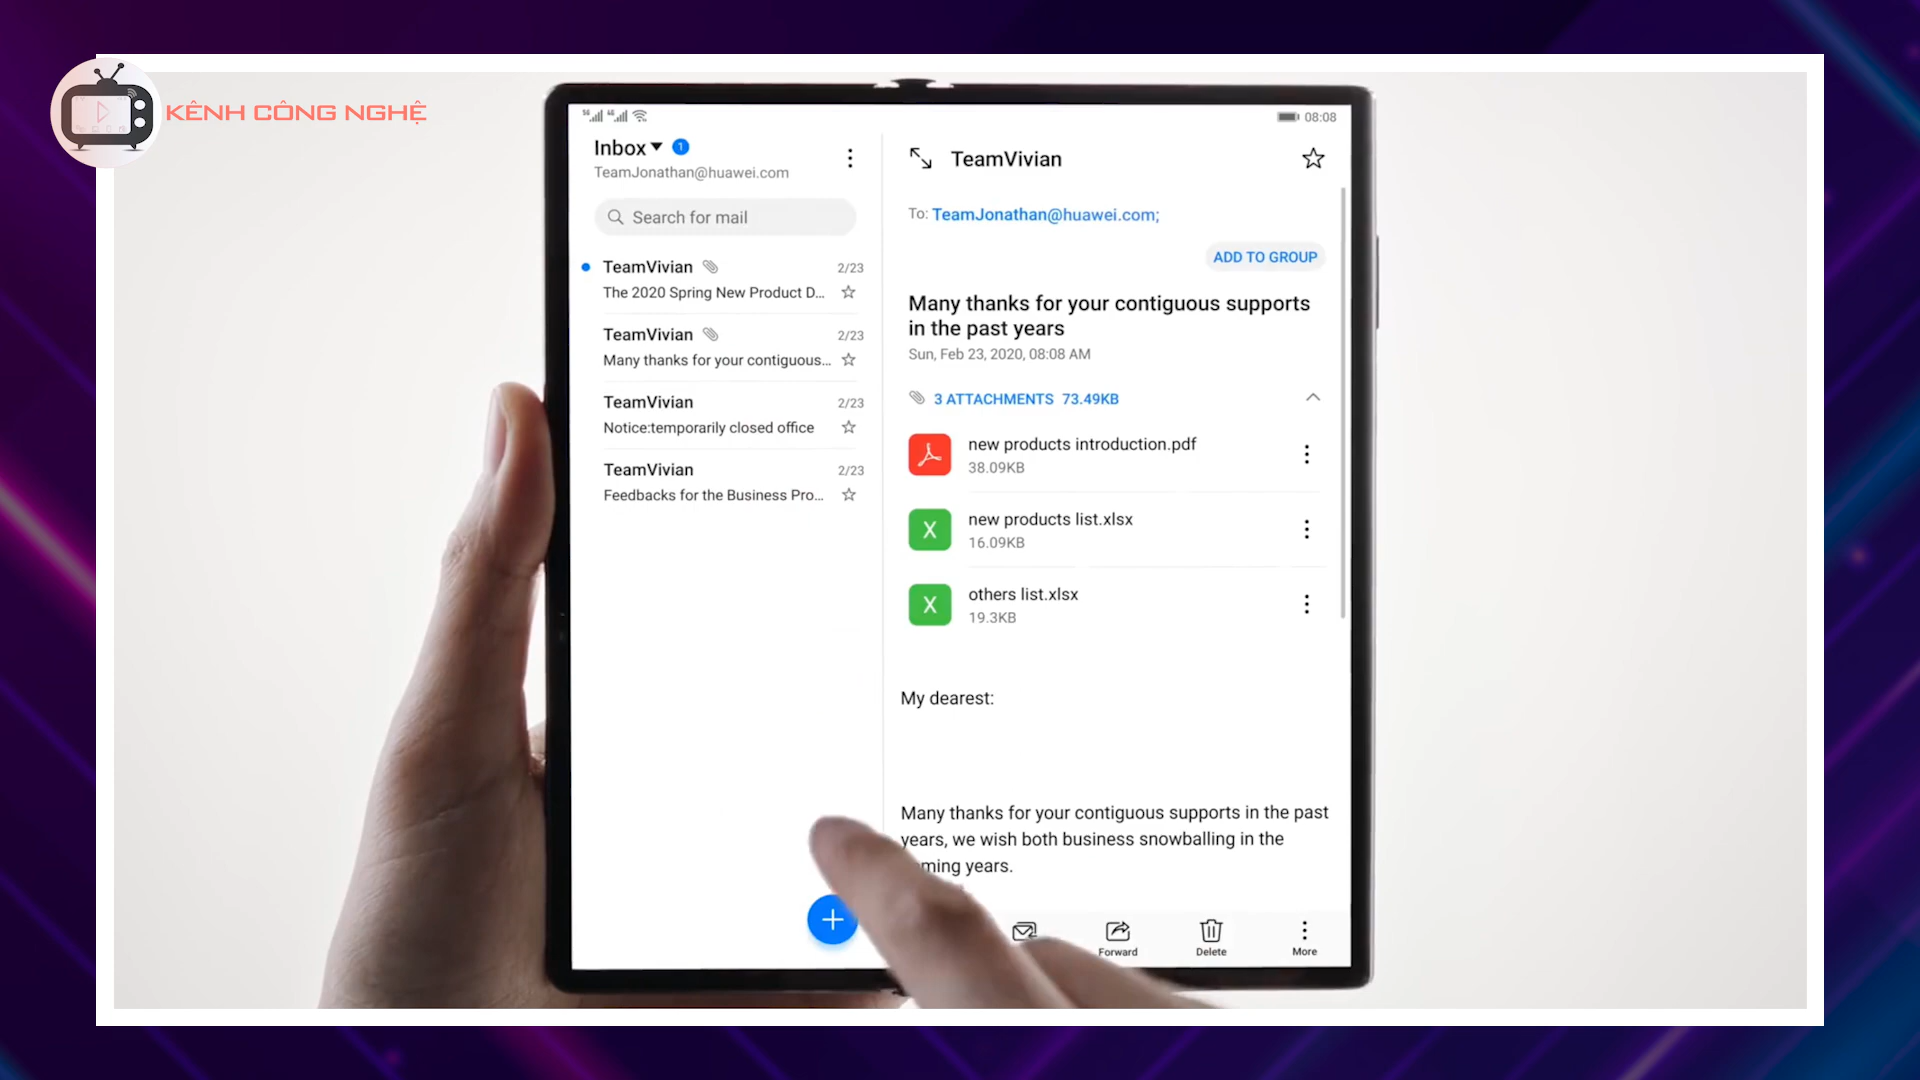 KÊNH CÔNG NGHỆ
08:08
Inbox 1
TeamJonathan@huawei.com
Search for mail
TeamVivian 2/23
The 2020 Spring New Product D...
TeamVivian 2/23
Many thanks for your contiguous...
TeamVivian 2/23
Notice:temporarily closed office
TeamVivian 2/23
Feedbacks for the Business Pro...
TeamVivian
To: TeamJonathan@huawei.com;
ADD TO GROUP
Many thanks for your contiguous supports
in the past years
Sun, Feb 23, 2020, 08:08 AM
3 ATTACHMENTS 73.49KB
new products introduction.pdf
38.09KB
X
new products list.xlsx
16.09KB
X
others list.xlsx
19.3KB
My dearest:
Many thanks for your contiguous supports in the past
years, we wish both business snowballing in the
years.
Forward Delete More